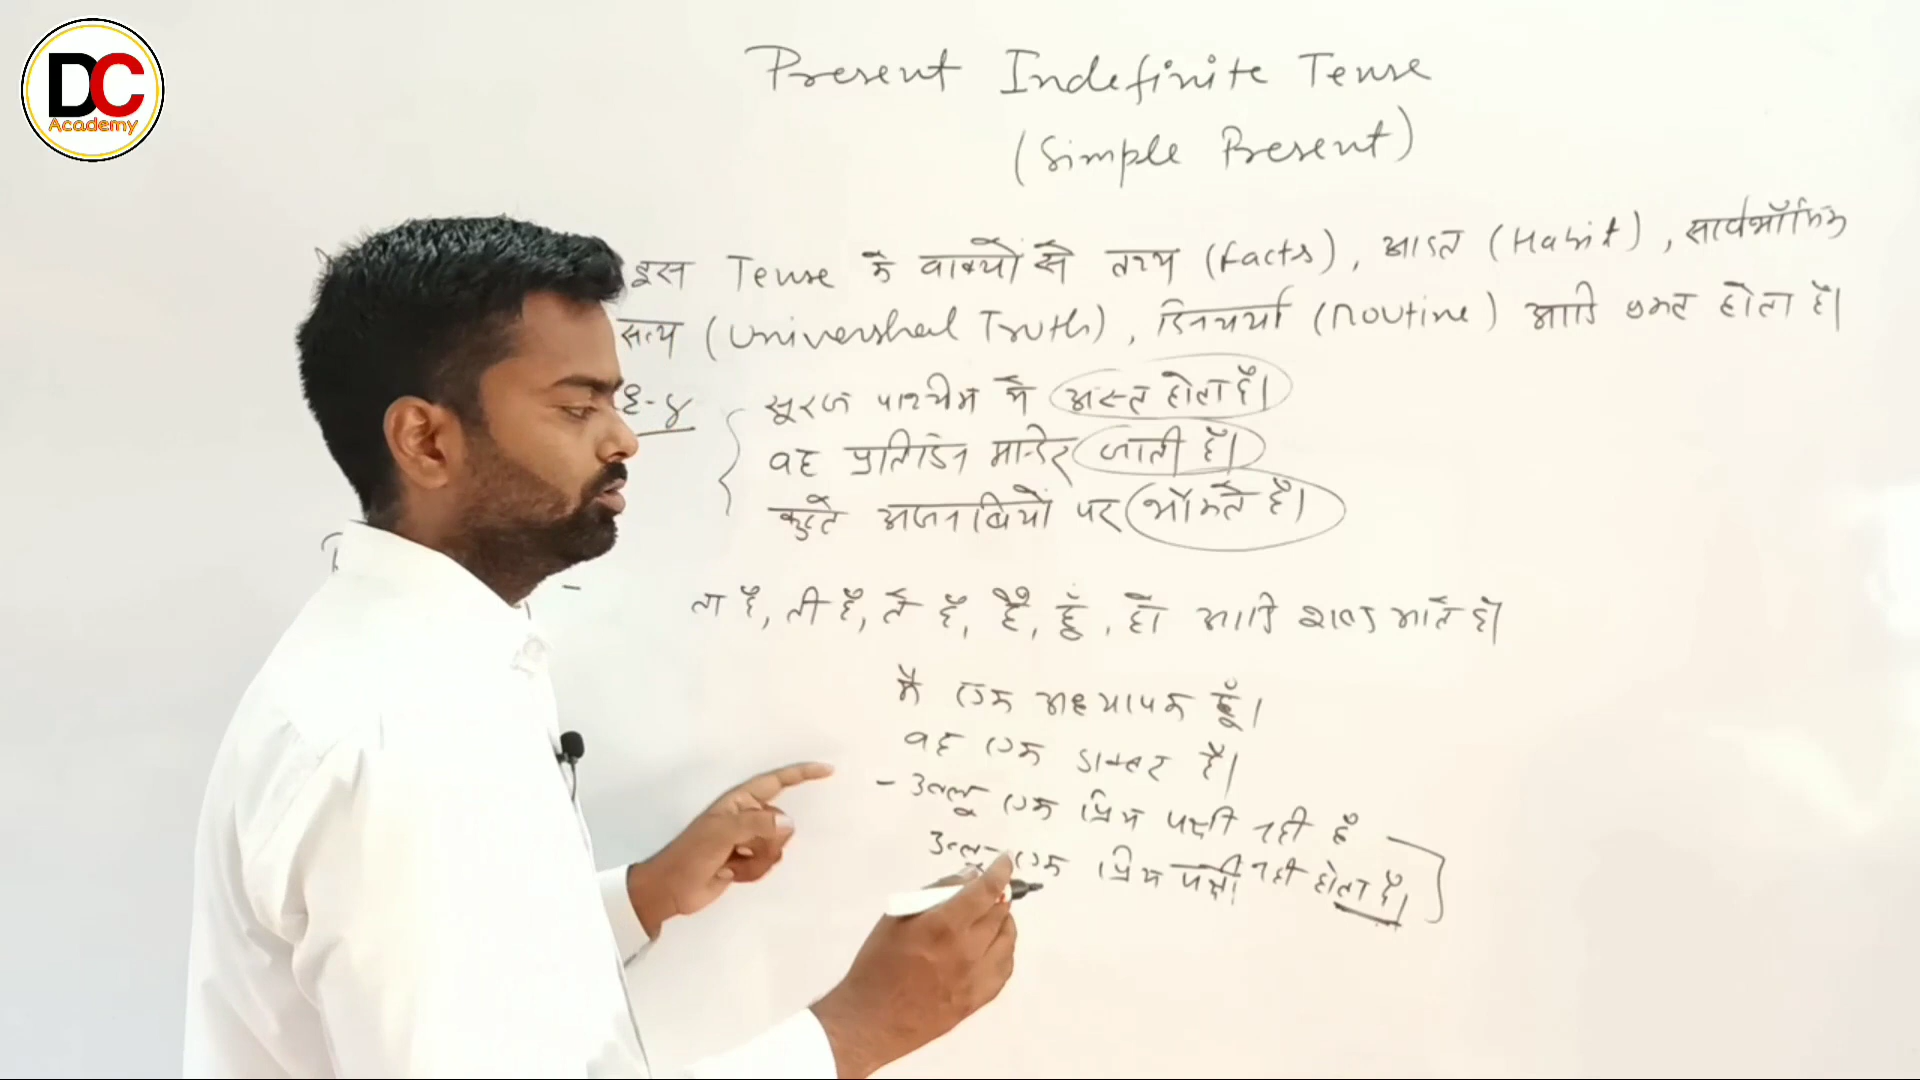 DC
Academy
Present Indefinite Tense
(Simple Present)
इस Tense के वाक्यों से तथ्य (Facts), आदत (Habit), सार्वभौमिक
सत्य (Univershal Truth), दिनचर्या (Routine) आदि प्रकट होता है।
सूरज पश्चिम में अस्त होता है।
वह प्रतिदिन मन्दिर जाती है।
कुत्ते अजनबियों पर भौंकते हैं।
ता है, ती है, ते हैं, हैं, हूँ, हो आदि शब्द आते हो
मैं एक अध्यापक हूँ।
वह एक डाक्टर है।
- उल्लू एक प्रिय पक्षी नहीं है
उल्लू एक प्रिय पक्षी नहीं होता है।